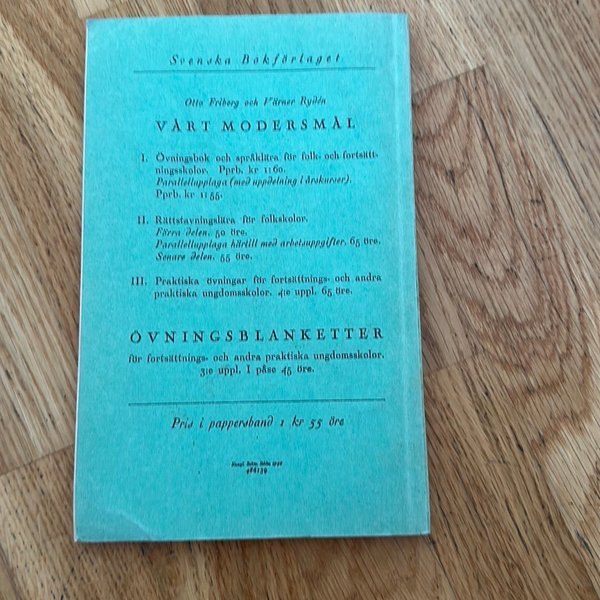 Svenska Bokförlaget
Otto Friberg och Värner Rydén
VÅRT MODERSMÅL
I. Övningsbok och språklära för folk- och fortsätt-
ningsskolor. Pprb. kr 1:60.
Parallellupplaga (med uppdelning i årskurser).
Pprb. kr 1:55.
II. Rättstavningslära för folkskolor.
Förra delen. 50 öre.
Parallellupplaga härtill med arbetsuppgifter. 65 öre.
Senare delen. 55 öre.
III. Praktiska övningar för fortsättnings- och andra
praktiska ungdomsskolor. 4:e uppl. 65 öre.
ÖVNINGSBLANKETTER
för fortsättnings- och andra praktiska ungdomsskolor.
3:e uppl. I påse 45 öre.
Pris i pappersband 1 kr 55 öre